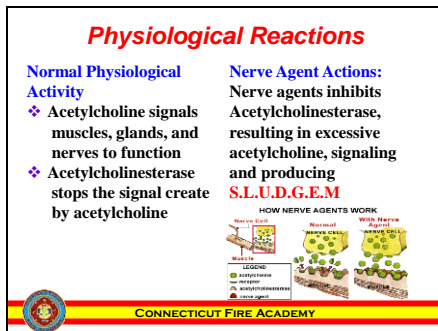 Physiological Reactions
Normal Physiological
Activity
❖ Acetylcholine signals
muscles, glands, and
nerves to function
❖ Acetylcholinesterase
stops the signal create
by acetylcholine
Nerve Agent Actions:
Nerve agents inhibits
Acetylcholinesterase,
resulting in excessive
acetylcholine, signaling
and producing
S.L.U.D.G.E.M
HOW NERVE AGENTS WORK
Nerve Cell
Muscle
LEGEND
acetylcholine
receptor
acetylcholinesterase
nerve agent
Normal
NERVE CELL
With Nerve
Agent
NERVE CELL
CONNECTICUT FIRE ACADEMY